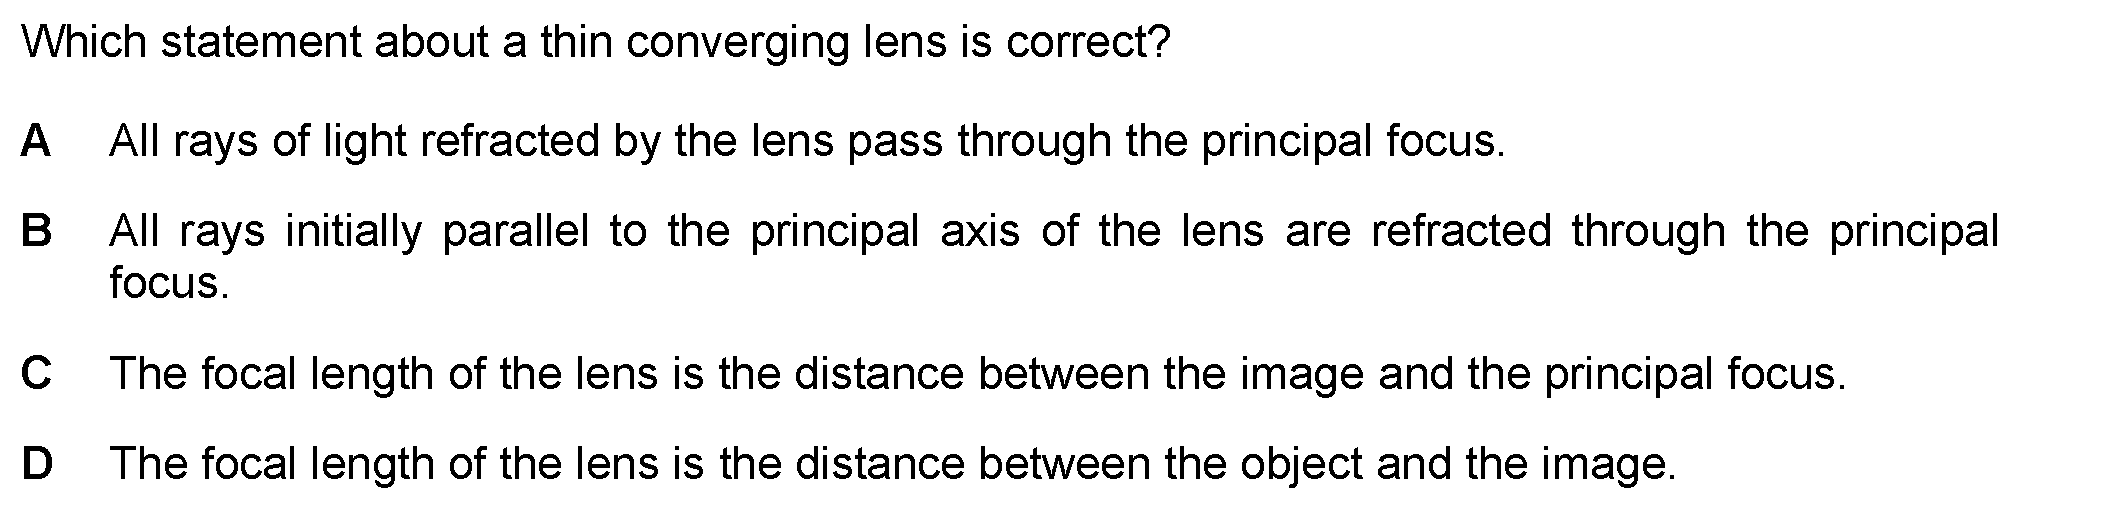 Which statement about a thin converging lens is correct?
A All rays of light refracted by the lens pass through the principal focus.
B All rays initially parallel to the principal axis of the lens are refracted through the principal
focus.
C The focal length of the lens is the distance between the image and the principal focus.
D The focal length of the lens is the distance between the object and the image.